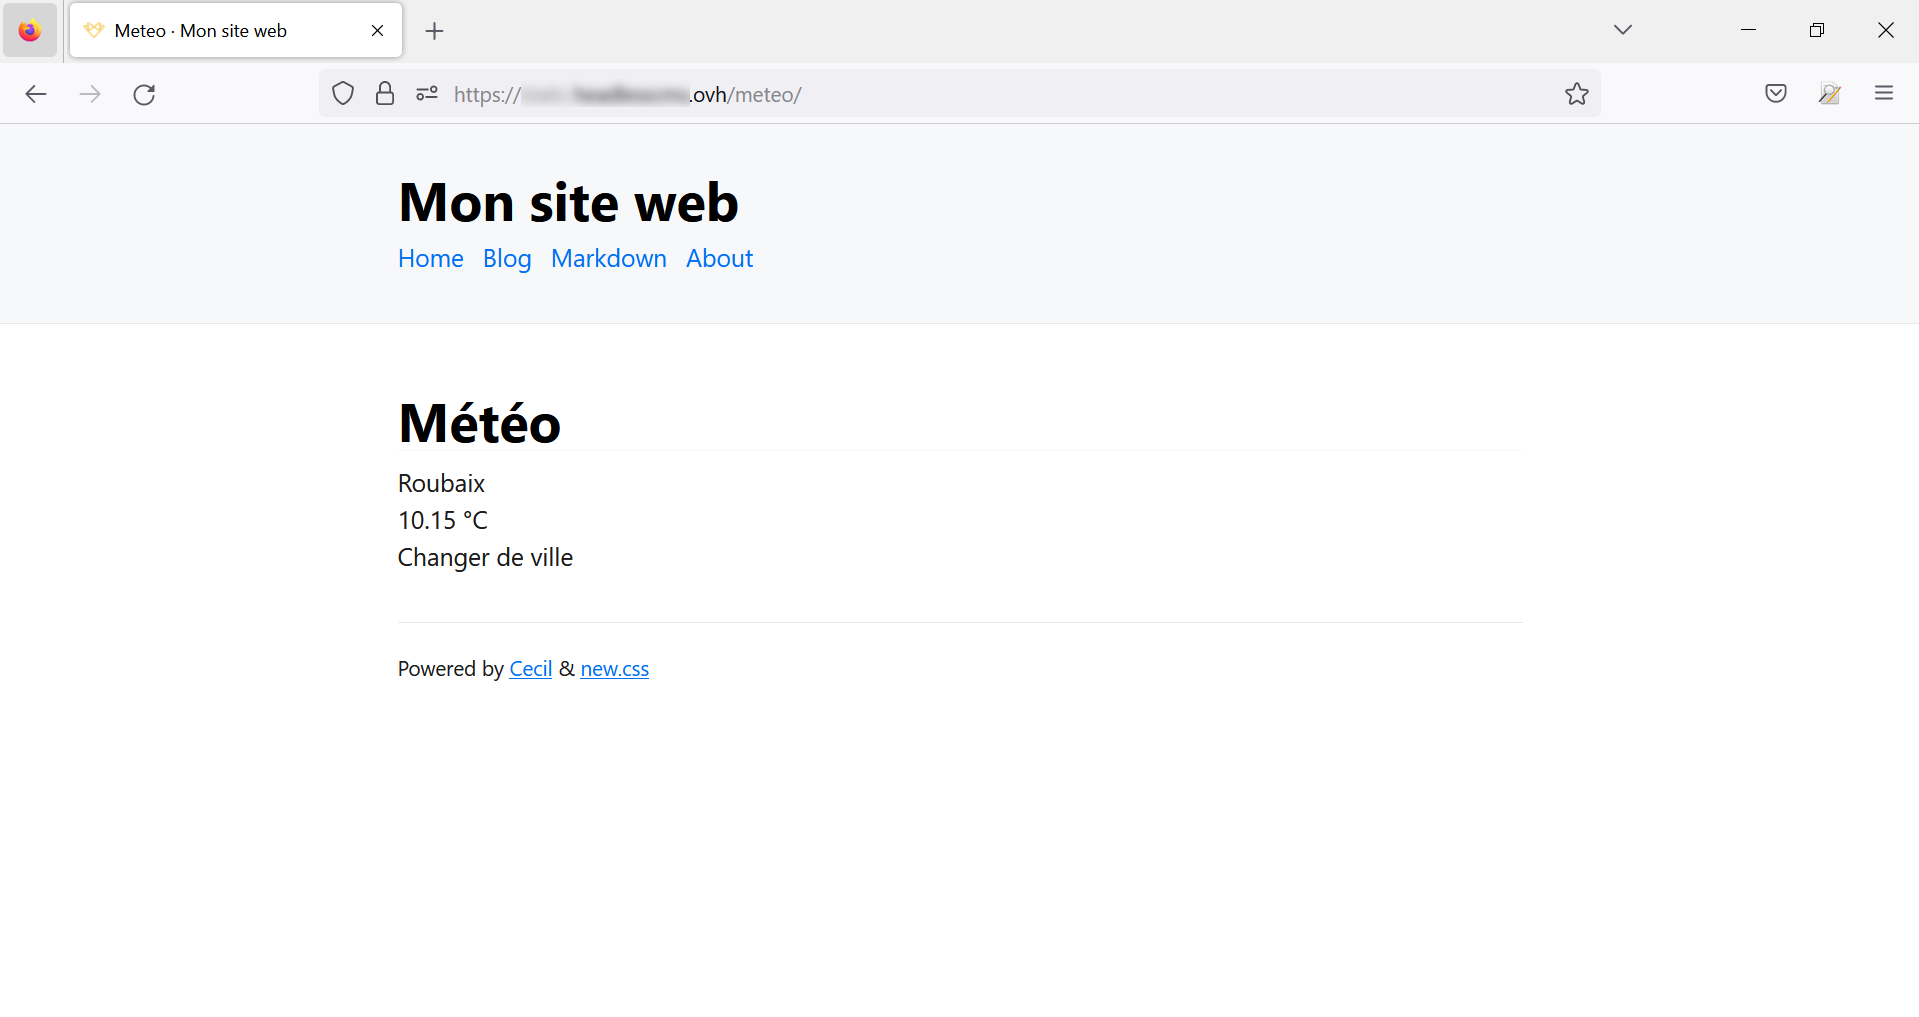 Meteo · Mon site web
https:// .ovh/meteo/
Mon site web
Home Blog Markdown About
Météo
Roubaix
10.15 °C
Changer de ville
Powered by Cecil & new.css